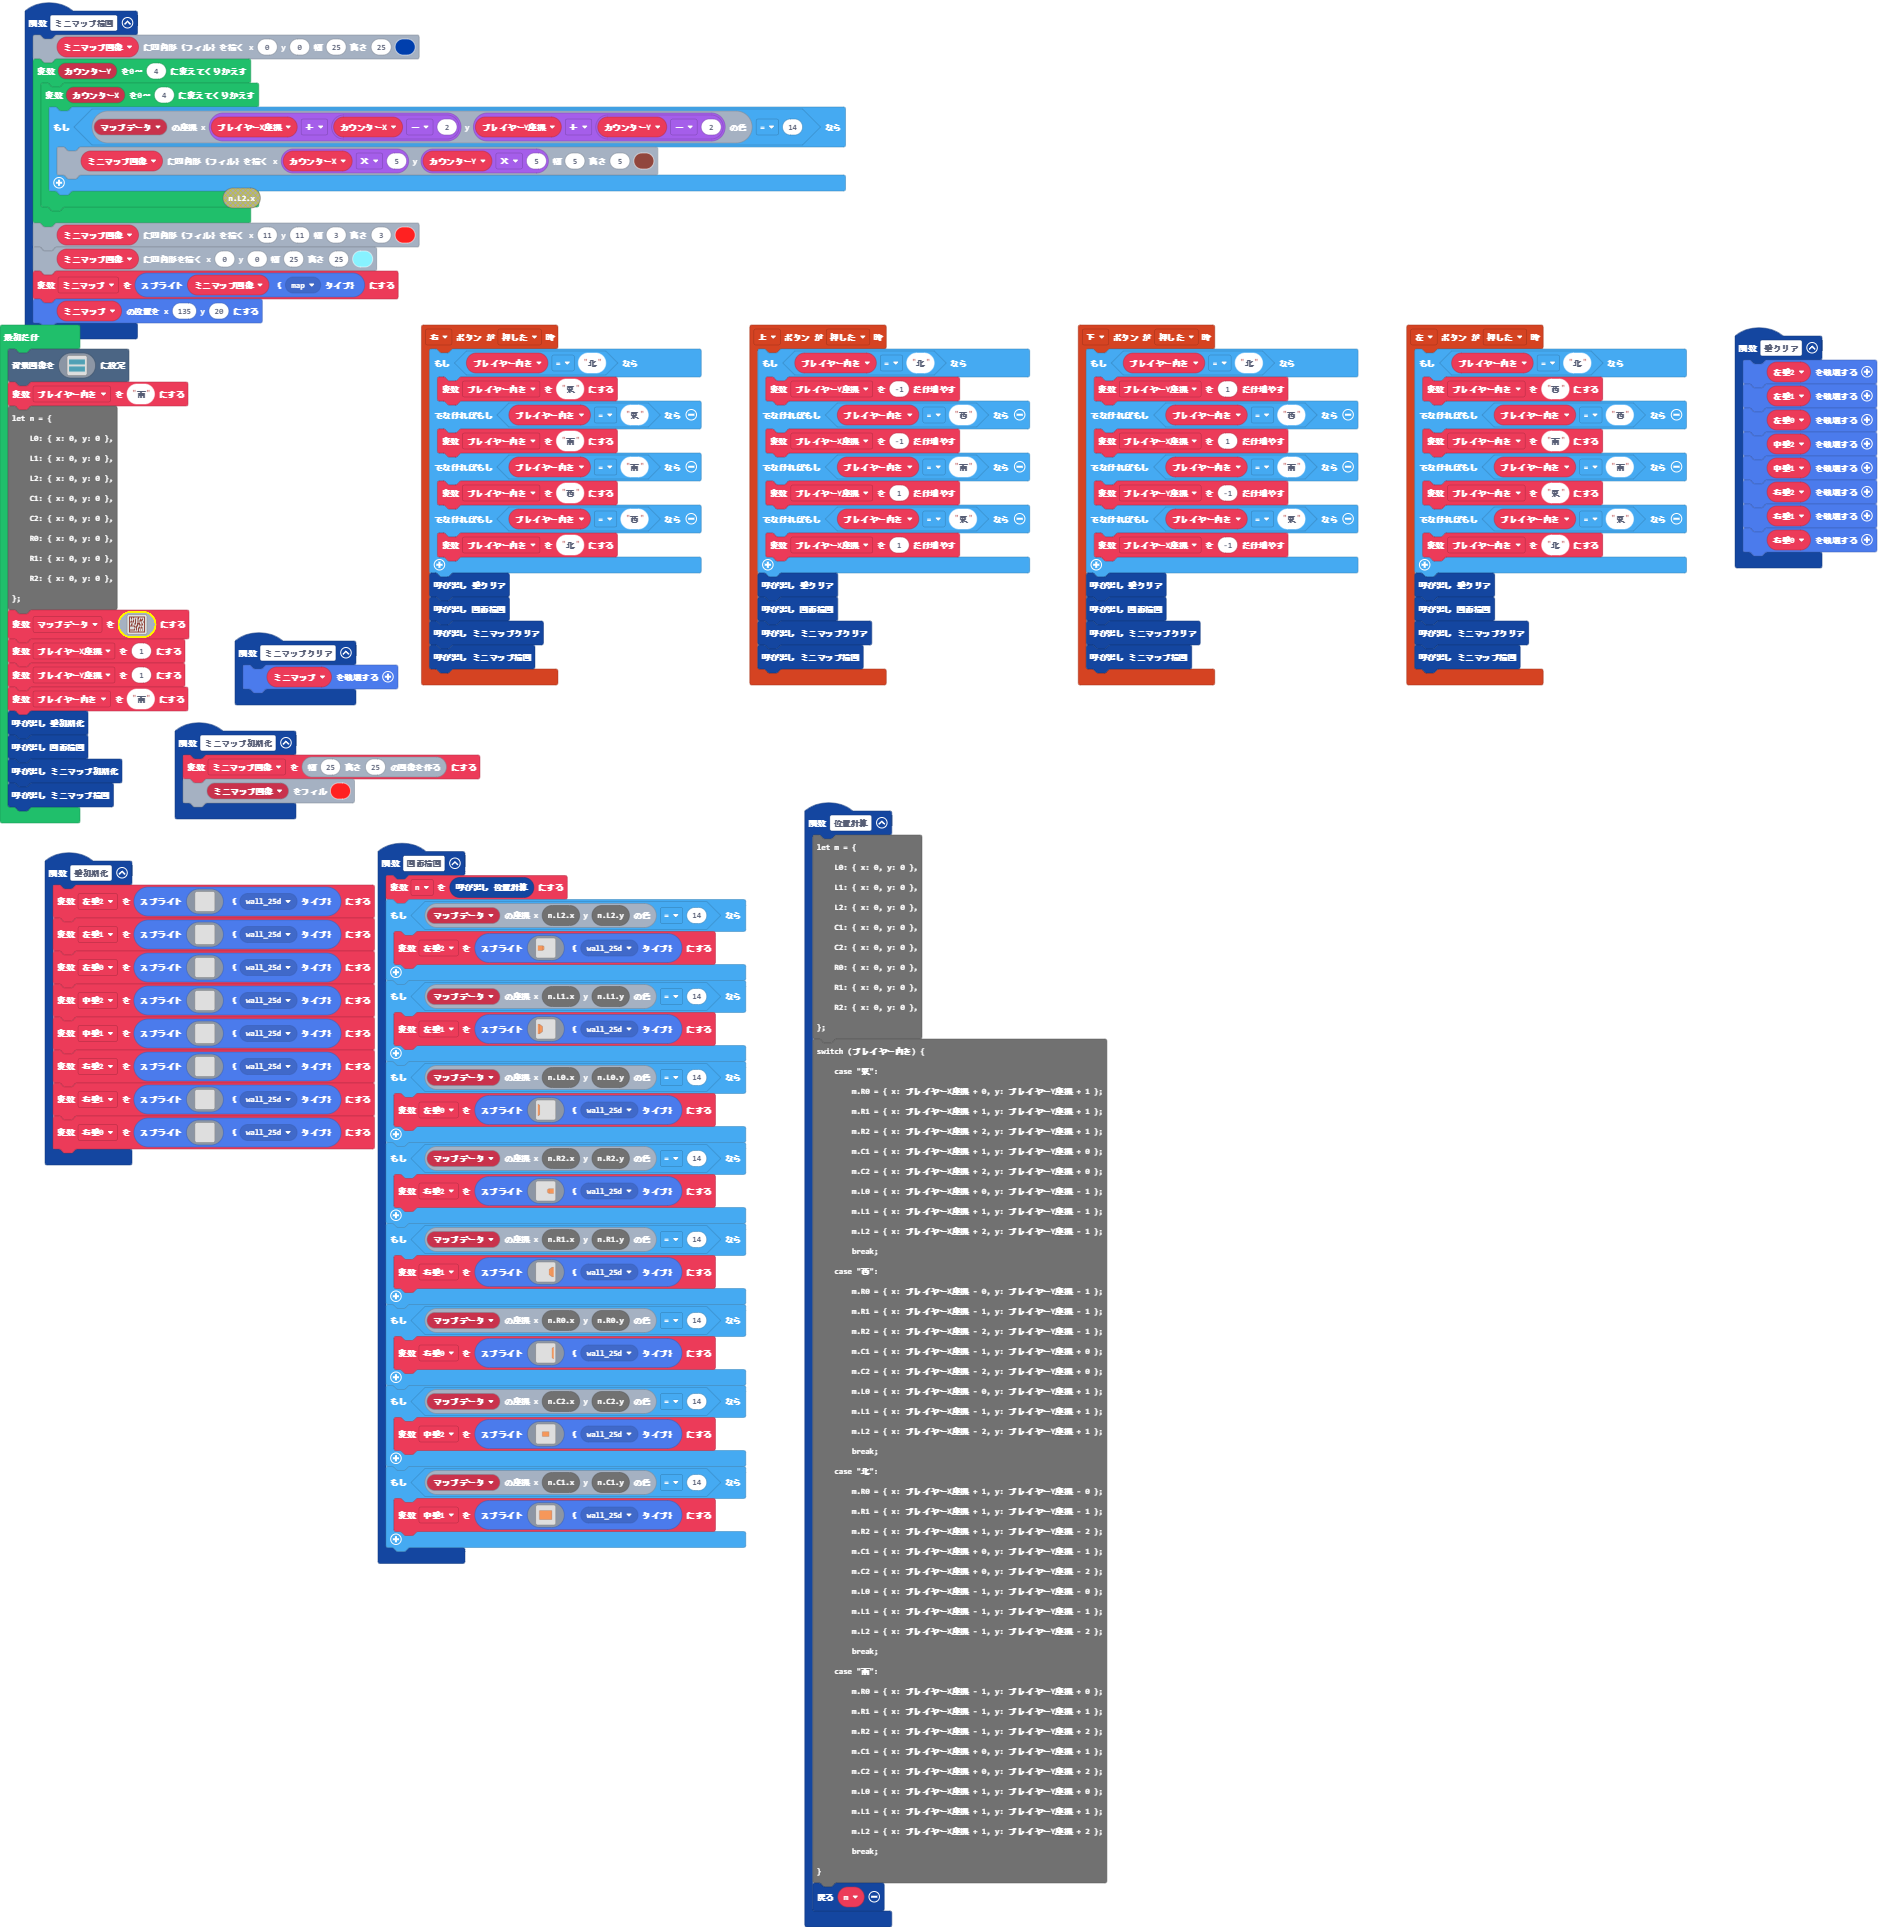 関数 ミニマップ描画
ミニマップ画像 に四角形 (フィル) を描く x 0 y 0 幅 25 高さ 25
変数 カウンターY を0～ 4 に変えてくりかえす
変数 カウンターX を0～ 4 に変えてくりかえす
もし マップデータ の座標 x プレイヤーX座標 + カウンターX - 2 y プレイヤーY座標 + カウンターY - 2 の色 = 14 なら
ミニマップ画像 に四角形 (フィル) を描く x カウンターX × 5 y カウンターY × 5 幅 5 高さ 5
n.L2.x
ミニマップ画像 に四角形 (フィル) を描く x 11 y 11 幅 3 高さ 3
ミニマップ画像 に四角形を描く x 0 y 0 幅 25 高さ 25
変数 ミニマップ を スプライト ミニマップ画像 ( map タイプ) にする
ミニマップ の位置を x 135 y 20 にする
最初だけ
背景画像を に設定
変数 プレイヤー向き を "南" にする
let n = {
L0: { x: 0, y: 0 },
L1: { x: 0, y: 0 },
L2: { x: 0, y: 0 },
C1: { x: 0, y: 0 },
C2: { x: 0, y: 0 },
R0: { x: 0, y: 0 },
R1: { x: 0, y: 0 },
R2: { x: 0, y: 0 },
};
変数 マップデータ を にする
変数 プレイヤーX座標 を 1 にする
変数 プレイヤーY座標 を 1 にする
変数 プレイヤー向き を "南" にする
呼び出し 壁初期化
呼び出し 画面描画
呼び出し ミニマップ初期化
呼び出し ミニマップ描画
関数 ミニマップクリア
ミニマップ を破壊する
関数 ミニマップ初期化
変数 ミニマップ画像 を 幅 25 高さ 25 の画像を作る にする
ミニマップ画像 をフィル
右 ボタン が 押した 時
もし プレイヤー向き = "北" なら
変数 プレイヤー向き を "東" にする
でなければもし プレイヤー向き = "東" なら
変数 プレイヤー向き を "南" にする
でなければもし プレイヤー向き = "南" なら
変数 プレイヤー向き を "西" にする
でなければもし プレイヤー向き = "西" なら
変数 プレイヤー向き を "北" にする
呼び出し 壁クリア
呼び出し 画面描画
呼び出し ミニマップクリア
呼び出し ミニマップ描画
上 ボタン が 押した 時
もし プレイヤー向き = "北" なら
変数 プレイヤーY座標 を -1 だけ増やす
でなければもし プレイヤー向き = "西" なら
変数 プレイヤーX座標 を -1 だけ増やす
でなければもし プレイヤー向き = "南" なら
変数 プレイヤーY座標 を 1 だけ増やす
でなければもし プレイヤー向き = "東" なら
変数 プレイヤーX座標 を 1 だけ増やす
呼び出し 壁クリア
呼び出し 画面描画
呼び出し ミニマップクリア
呼び出し ミニマップ描画
下 ボタン が 押した 時
もし プレイヤー向き = "北" なら
変数 プレイヤーY座標 を 1 だけ増やす
でなければもし プレイヤー向き = "西" なら
変数 プレイヤーX座標 を 1 だけ増やす
でなければもし プレイヤー向き = "南" なら
変数 プレイヤーY座標 を -1 だけ増やす
でなければもし プレイヤー向き = "東" なら
変数 プレイヤーX座標 を -1 だけ増やす
呼び出し 壁クリア
呼び出し 画面描画
呼び出し ミニマップクリア
呼び出し ミニマップ描画
左 ボタン が 押した 時
もし プレイヤー向き = "北" なら
変数 プレイヤー向き を "西" にする
でなければもし プレイヤー向き = "西" なら
変数 プレイヤー向き を "南" にする
でなければもし プレイヤー向き = "南" なら
変数 プレイヤー向き を "東" にする
でなければもし プレイヤー向き = "東" なら
変数 プレイヤー向き を "北" にする
呼び出し 壁クリア
呼び出し 画面描画
呼び出し ミニマップクリア
呼び出し ミニマップ描画
関数 壁クリア
左壁2 を破壊する
左壁1 を破壊する
左壁0 を破壊する
中壁2 を破壊する
中壁1 を破壊する
右壁2 を破壊する
右壁1 を破壊する
右壁0 を破壊する
関数 壁初期化
変数 左壁2 を スプライト ( wall_25d タイプ) にする
変数 左壁1 を スプライト ( wall_25d タイプ) にする
変数 左壁0 を スプライト ( wall_25d タイプ) にする
変数 中壁2 を スプライト ( wall_25d タイプ) にする
変数 中壁1 を スプライト ( wall_25d タイプ) にする
変数 右壁2 を スプライト ( wall_25d タイプ) にする
変数 右壁1 を スプライト ( wall_25d タイプ) にする
変数 右壁0 を スプライト ( wall_25d タイプ) にする
関数 画面描画
変数 n を 呼び出し 位置計算 にする
もし マップデータ の座標 x n.L2.x y n.L2.y の色 = 14 なら
変数 左壁2 を スプライト ( wall_25d タイプ) にする
もし マップデータ の座標 x n.L1.x y n.L1.y の色 = 14 なら
変数 左壁1 を スプライト ( wall_25d タイプ) にする
もし マップデータ の座標 x n.L0.x y n.L0.y の色 = 14 なら
変数 左壁0 を スプライト ( wall_25d タイプ) にする
もし マップデータ の座標 x n.R2.x y n.R2.y の色 = 14 なら
変数 右壁2 を スプライト ( wall_25d タイプ) にする
もし マップデータ の座標 x n.R1.x y n.R1.y の色 = 14 なら
変数 右壁1 を スプライト ( wall_25d タイプ) にする
もし マップデータ の座標 x n.R0.x y n.R0.y の色 = 14 なら
変数 右壁0 を スプライト ( wall_25d タイプ) にする
もし マップデータ の座標 x n.C2.x y n.C2.y の色 = 14 なら
変数 中壁2 を スプライト ( wall_25d タイプ) にする
もし マップデータ の座標 x n.C1.x y n.C1.y の色 = 14 なら
変数 中壁1 を スプライト ( wall_25d タイプ) にする
関数 位置計算
let m = {
L0: { x: 0, y: 0 },
L1: { x: 0, y: 0 },
L2: { x: 0, y: 0 },
C1: { x: 0, y: 0 },
C2: { x: 0, y: 0 },
R0: { x: 0, y: 0 },
R1: { x: 0, y: 0 },
R2: { x: 0, y: 0 },
};
switch (プレイヤー向き) {
case "東":
m.R0 = { x: プレイヤーX座標 + 0, y: プレイヤーY座標 + 1 };
m.R1 = { x: プレイヤーX座標 + 1, y: プレイヤーY座標 + 1 };
m.R2 = { x: プレイヤーX座標 + 2, y: プレイヤーY座標 + 1 };
m.C1 = { x: プレイヤーX座標 + 1, y: プレイヤーY座標 + 0 };
m.C2 = { x: プレイヤーX座標 + 2, y: プレイヤーY座標 + 0 };
m.L0 = { x: プレイヤーX座標 + 0, y: プレイヤーY座標 - 1 };
m.L1 = { x: プレイヤーX座標 + 1, y: プレイヤーY座標 - 1 };
m.L2 = { x: プレイヤーX座標 + 2, y: プレイヤーY座標 - 1 };
break;
case "西":
m.R0 = { x: プレイヤーX座標 - 0, y: プレイヤーY座標 - 1 };
m.R1 = { x: プレイヤーX座標 - 1, y: プレイヤーY座標 - 1 };
m.R2 = { x: プレイヤーX座標 - 2, y: プレイヤーY座標 - 1 };
m.C1 = { x: プレイヤーX座標 - 1, y: プレイヤーY座標 + 0 };
m.C2 = { x: プレイヤーX座標 - 2, y: プレイヤーY座標 + 0 };
m.L0 = { x: プレイヤーX座標 - 0, y: プレイヤーY座標 + 1 };
m.L1 = { x: プレイヤーX座標 - 1, y: プレイヤーY座標 + 1 };
m.L2 = { x: プレイヤーX座標 - 2, y: プレイヤーY座標 + 1 };
break;
case "北":
m.R0 = { x: プレイヤーX座標 + 1, y: プレイヤーY座標 - 0 };
m.R1 = { x: プレイヤーX座標 + 1, y: プレイヤーY座標 - 1 };
m.R2 = { x: プレイヤーX座標 + 1, y: プレイヤーY座標 - 2 };
m.C1 = { x: プレイヤーX座標 + 0, y: プレイヤーY座標 - 1 };
m.C2 = { x: プレイヤーX座標 + 0, y: プレイヤーY座標 - 2 };
m.L0 = { x: プレイヤーX座標 - 1, y: プレイヤーY座標 - 0 };
m.L1 = { x: プレイヤーX座標 - 1, y: プレイヤーY座標 - 1 };
m.L2 = { x: プレイヤーX座標 - 1, y: プレイヤーY座標 - 2 };
break;
case "南":
m.R0 = { x: プレイヤーX座標 - 1, y: プレイヤーY座標 + 0 };
m.R1 = { x: プレイヤーX座標 - 1, y: プレイヤーY座標 + 1 };
m.R2 = { x: プレイヤーX座標 - 1, y: プレイヤーY座標 + 2 };
m.C1 = { x: プレイヤーX座標 + 0, y: プレイヤーY座標 + 1 };
m.C2 = { x: プレイヤーX座標 + 0, y: プレイヤーY座標 + 2 };
m.L0 = { x: プレイヤーX座標 + 1, y: プレイヤーY座標 + 0 };
m.L1 = { x: プレイヤーX座標 + 1, y: プレイヤーY座標 + 1 };
m.L2 = { x: プレイヤーX座標 + 1, y: プレイヤーY座標 + 2 };
break;
}
戻る m